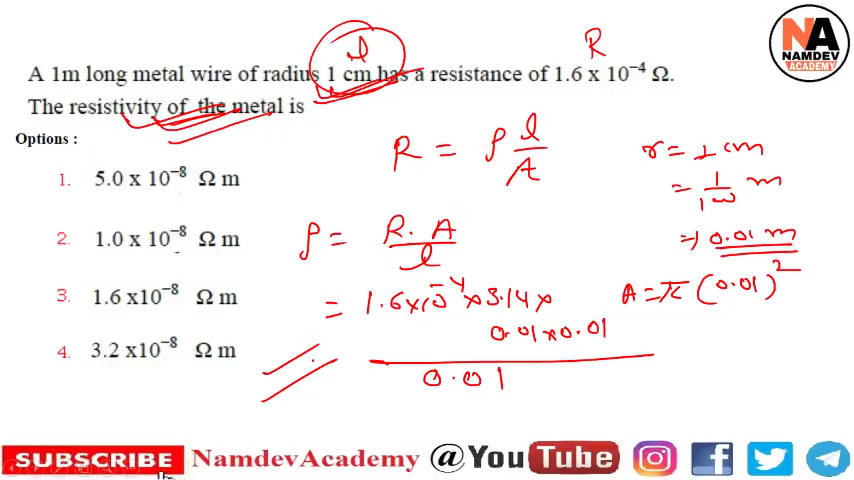 NA
NAMDEV
ACADEMY
l
R
A 1m long metal wire of radius 1 cm has a resistance of 1.6 x 10⁻⁴ Ω.
The resistivity of the metal is
Options :
1. 5.0 x 10⁻⁸ Ω m
2. 1.0 x 10⁻⁸ Ω m
3. 1.6 x10⁻⁸ Ω m
4. 3.2 x10⁻⁸ Ω m
R = ρ l/A
ρ = R. A/l
= 1.6×10⁻⁴ × 3.14 ×
0.01×0.01
0.01
r = 1 cm
= 1/100 m
⇒ 0.01 m
A = π (0.01)²
SUBSCRIBE NamdevAcademy @YouTube